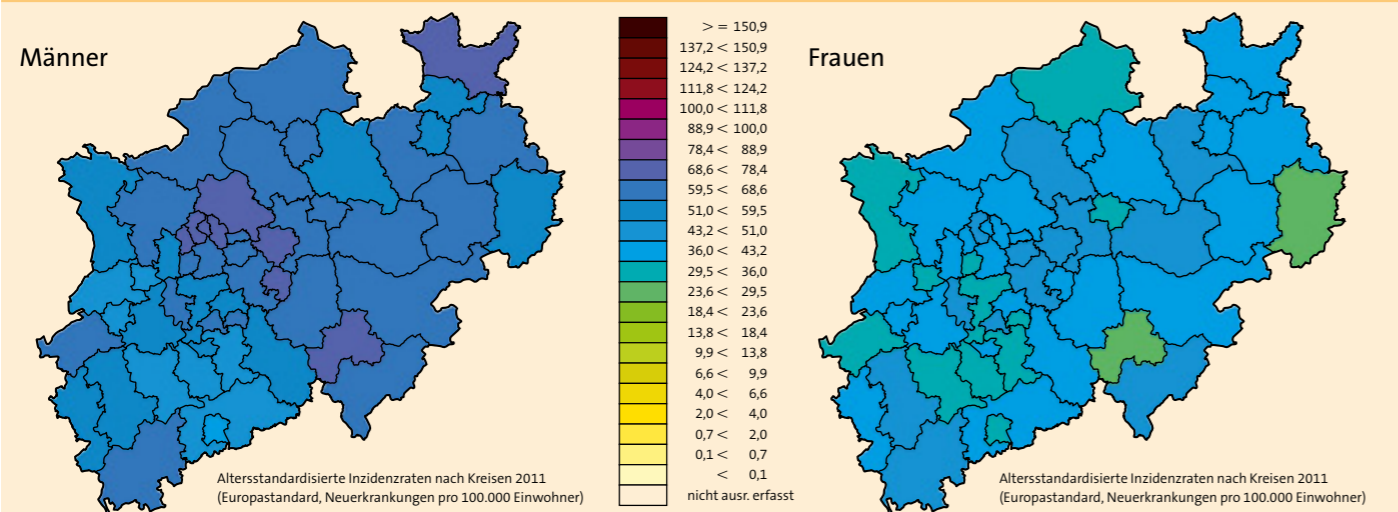 Männer
> = 150,9
137,2 < 150,9
124,2 < 137,2
111,8 < 124,2
100,0 < 111,8
88,9 < 100,0
78,4 < 88,9
68,6 < 78,4
59,5 < 68,6
51,0 < 59,5
43,2 < 51,0
36,0 < 43,2
29,5 < 36,0
23,6 < 29,5
18,4 < 23,6
13,8 < 18,4
9,9 < 13,8
6,6 < 9,9
4,0 < 6,6
2,0 < 4,0
0,7 < 2,0
0,1 < 0,7
< 0,1
nicht ausr. erfasst
Frauen
Altersstandardisierte Inzidenzraten nach Kreisen 2011
(Europastandard, Neuerkrankungen pro 100.000 Einwohner)
Altersstandardisierte Inzidenzraten nach Kreisen 2011
(Europastandard, Neuerkrankungen pro 100.000 Einwohner)